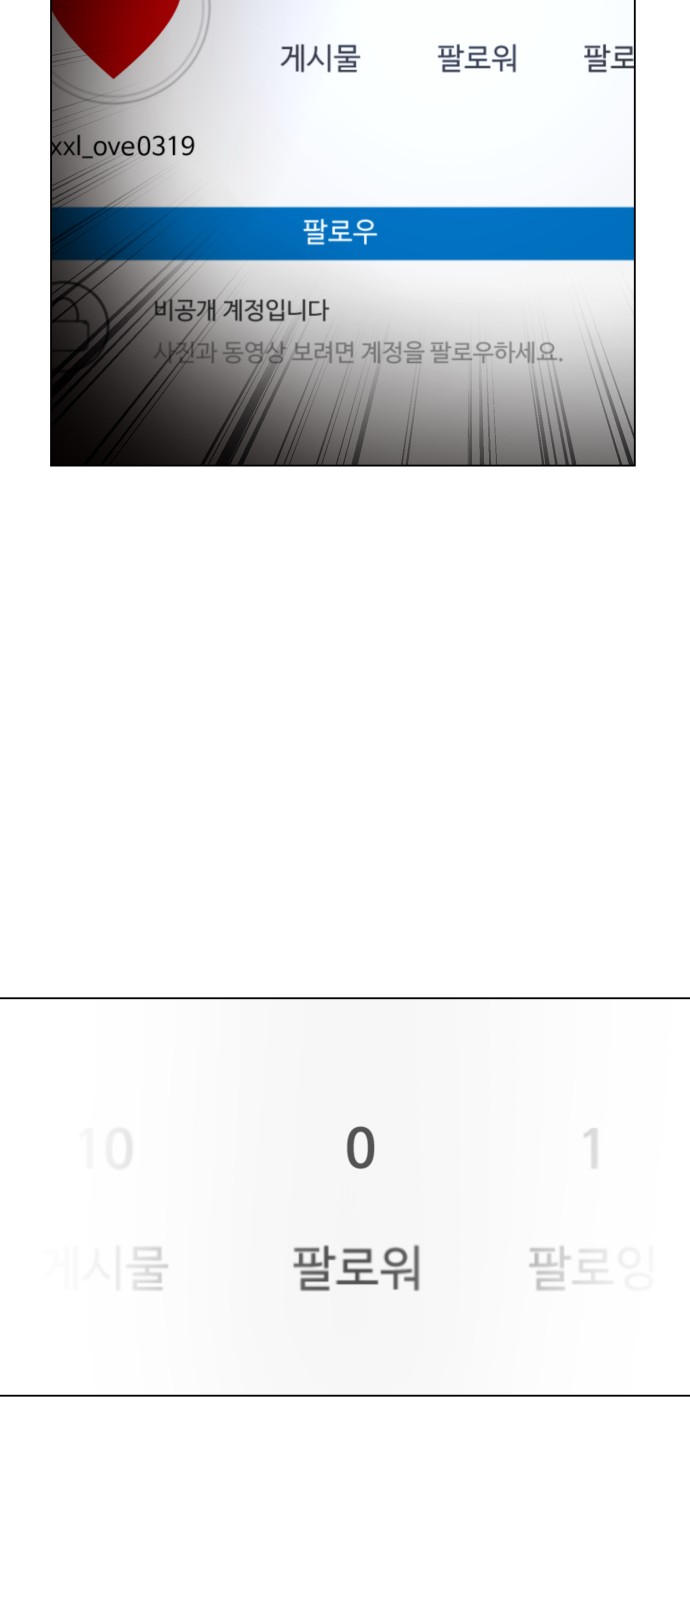 게시물 팔로워 팔로
xxl_ove0319
팔로우
비공개 계정입니다
사진과 동영상 보려면 계정을 팔로우하세요.
10 0 1
게시물 팔로워 팔로잉